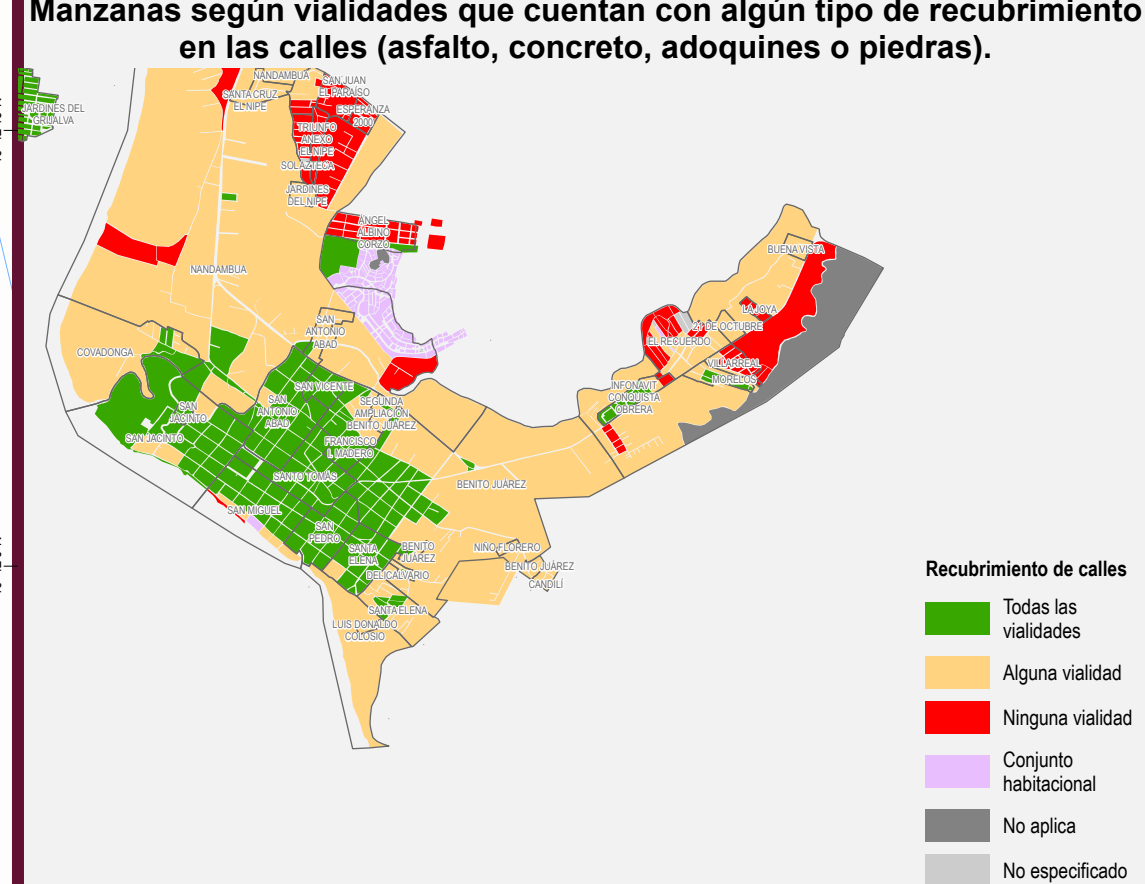 Manzanas según vialidades que cuentan con algún tipo de recubrimiento
en las calles (asfalto, concreto, adoquines o piedras).
JARDINES DEL
GRIJALVA
ÑANDAMBUA
SANTA CRUZ
EL NIPE
SAN JUAN
EL PARAÍSO
ESPERANZA
2000
TRIUNFO
ANEXO
EL NIPE
SOL AZTECA
JARDINES
DEL NIPE
ÁNGEL
ALBINO
CORZO
NANDAMBUA
BUENA VISTA
LA JOYA
21 DE OCTUBRE
EL RECUERDO
VILLARREAL
MORELOS
INFONAVIT
CONQUISTA
OBRERA
SAN
ANTONIO
ABAD
COVADONGA
SAN VICENTE
SAN
JACINTO
SAN
ANTONIO
ABAD
SEGUNDA
AMPLIACIÓN
BENITO JUÁREZ
SAN JACINTO
FRANCISCO
I. MADERO
SANTO TOMÁS
BENITO JUÁREZ
SAN MIGUEL
SAN
PEDRO
SANTA
ELENA
BENITO
JUÁREZ
NIÑO FLORERO
DEL CALVARIO
BENITO JUÁREZ
CANDILÍ
SANTA ELENA
LUIS DONALDO
COLOSIO
Recubrimiento de calles
Todas las
vialidades
Alguna vialidad
Ninguna vialidad
Conjunto
habitacional
No aplica
No especificado